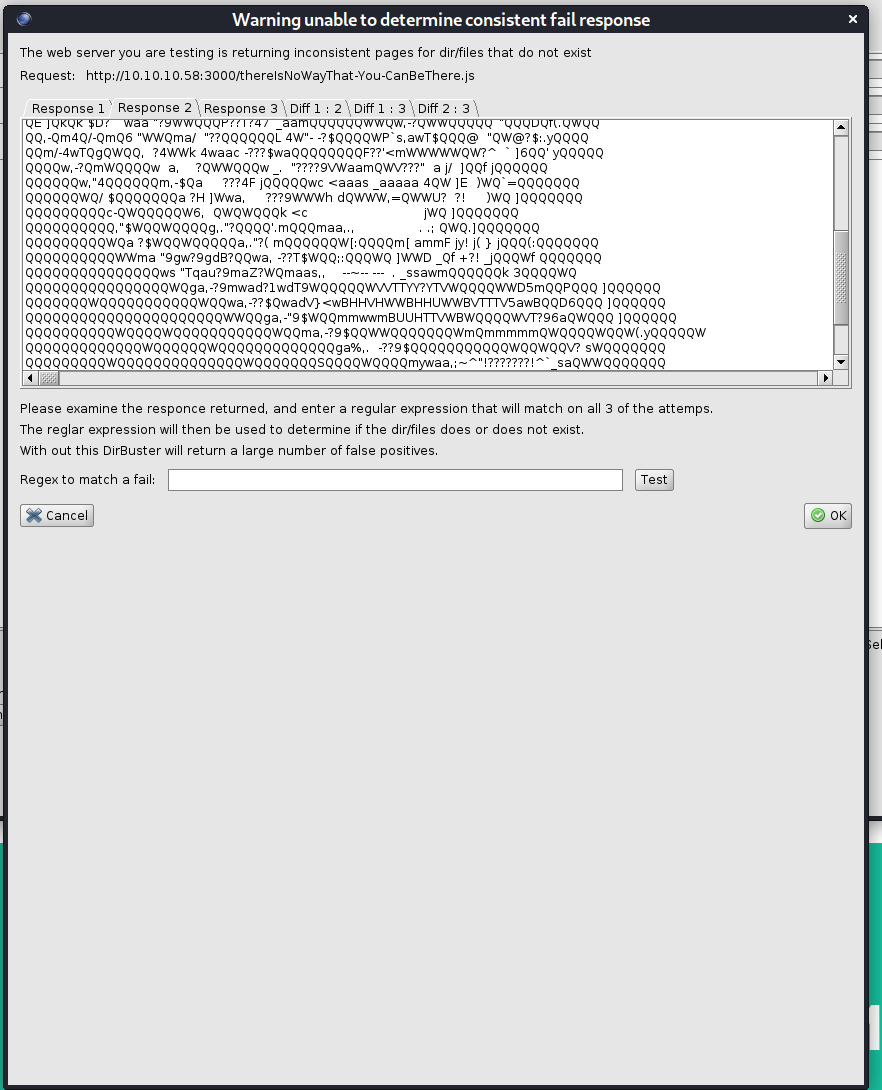 Warning unable to determine consistent fail response
The web server you are testing is returning inconsistent pages for dir/files that do not exist
Request: http://10.10.10.58:3000/thereIsNoWayThat-You-CanBeThere.js
Response 1 Response 2 Response 3 Diff 1 : 2 Diff 1 : 3 Diff 2 : 3
QQ,-Qm4Q/-QmQ6 "WWQma/  "??QQQQQQL 4W"- -?$QQQQWP`s,awT$QQQ@  "QW@?$:.yQQQQ
QQm/-4wTQgQWQQ,  ?4WWk 4waac -???$waQQQQQQQQF??'<mWWWWWQW?^  ` ]6QQ' yQQQQQ
QQQQw,-?QmWQQQQw  a,    ?QWWQQQw _.  "????9VWaamQWV???"  a j/  ]QQf jQQQQQQ
QQQQQQw,"4QQQQQQm,-$Qa     ???4F jQQQQQwc <aaas _aaaaa 4QW ]E  )WQ`=QQQQQQQ
QQQQQQWQ/ $QQQQQQQa ?H ]Wwa,     ???9WWWh dQWWW,=QWWU?  ?!     )WQ ]QQQQQQQ
QQQQQQQQQc-QWQQQQQW6,  QWQWQQQk <c                             jWQ ]QQQQQQQ
QQQQQQQQQQ,"$WQQWQQQQg,."?QQQQ'.mQQQmaa,.,                . .; QWQ.]QQQQQQQ
QQQQQQQQQWQa ?$WQQWQQQQQa,."?( mQQQQQQW[:QQQQm[ ammF jy! j( } jQQQ(:QQQQQQQ
QQQQQQQQQQWWma "9gw?9gdB?QQwa, -??T$WQQ;:QQQWQ ]WWD _Qf +?! _jQQQWf QQQQQQQ
QQQQQQQQQQQQQQQws "Tqau?9maZ?WQmaas,,    --~-- ---  . _ssawmQQQQQQk 3QQQQWQ
QQQQQQQQQQQQQQQQWQga,-?9mwad?1wdT9WQQQQQWVVTTYY?YTVWQQQQWWD5mQQPQQQ ]QQQQQQ
QQQQQQQWQQQQQQQQQQQWQQwa,-??$QwadV}<wBHHVHWWBHHUWWBVTTTV5awBQQD6QQQ ]QQQQQQ
QQQQQQQQQQQQQQQQQQQQQQWWQQga,-"9$WQQmmwwmBUUHTTVWBWQQQQWVT?96aQWQQQ ]QQQQQQ
QQQQQQQQQQWQQQQWQQQQQQQQQQQWQQma,-?9$QQWWQQQQQQQWmQmmmmmQWQQQQWQQW(.yQQQQQW
QQQQQQQQQQQQQWQQQQQQWQQQQQQQQQQQQQga%,.  -??9$QQQQQQQQQQQWQQWQQV? sWQQQQQQQ
QQQQQQQQQWQQQQQQQQQQQQQQWQQQQQQQQQQQWQQQQQQSQQQQWQQQQmywaa,;~^"!???????!^`_saQWWQQQQQQQ
Please examine the responce returned, and enter a regular expression that will match on all 3 of the attemps.
The reglar expression will then be used to determine if the dir/files does or does not exist.
With out this DirBuster will return a large number of false positives.
Regex to match a fail: Test
Cancel OK